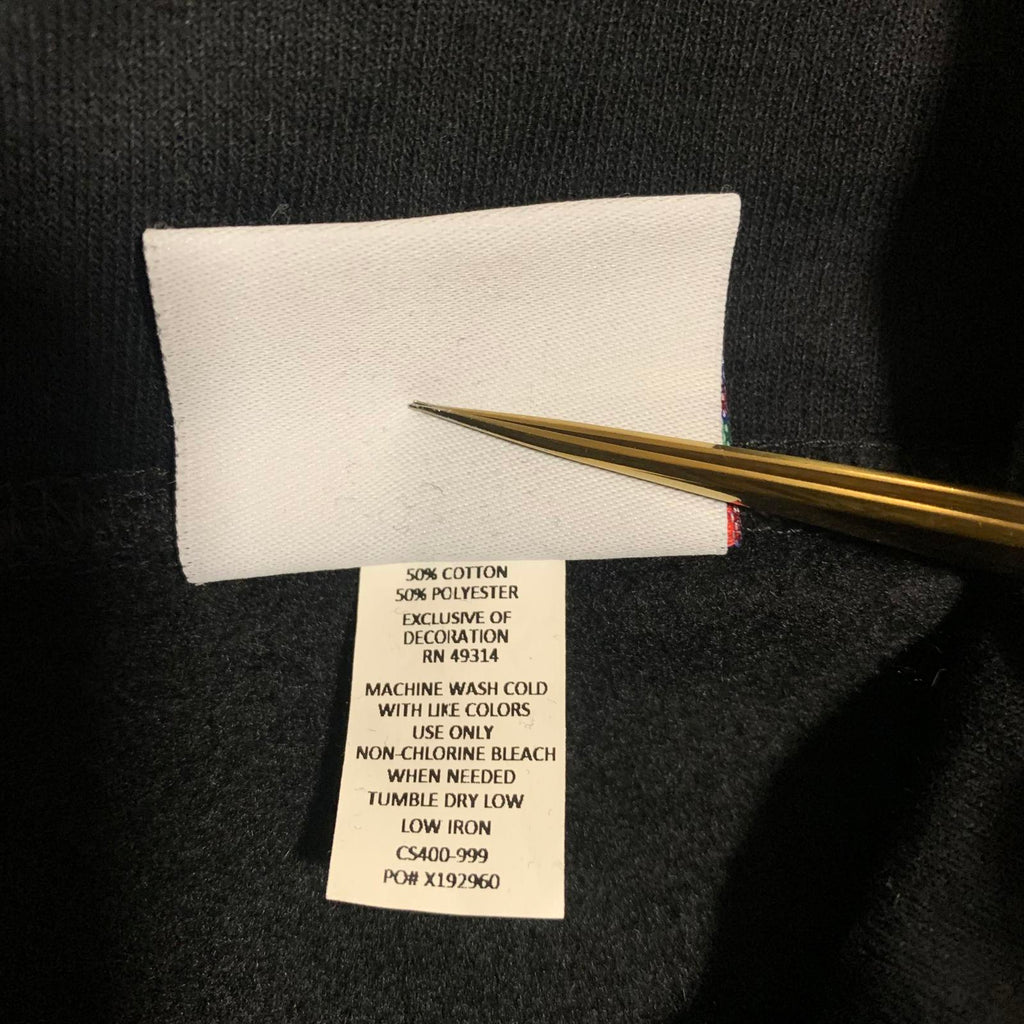 50% COTTON
50% POLYESTER
EXCLUSIVE OF
DECORATION
RN 49314
MACHINE WASH COLD
WITH LIKE COLORS
USE ONLY
NON-CHLORINE BLEACH
WHEN NEEDED
TUMBLE DRY LOW
LOW IRON
CS400-999
PO# X192960